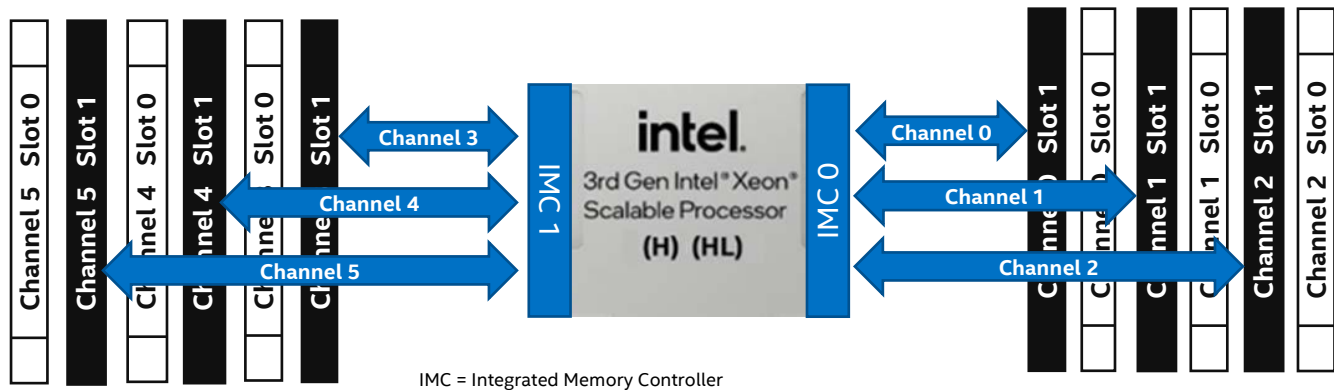 Channel 5 Slot 0
Channel 5 Slot 1
Channel 4 Slot 0
Channel 4 Slot 1
Slot 0
Slot 1
Channel 3
Channel 4
Channel 5
IMC 1
intel.
3rd Gen Intel® Xeon®
Scalable Processor
(H) (HL)
IMC 0
Channel 0
Channel 1
Channel 2
Slot 1
Slot 0
Channel 1 Slot 1
Channel 1 Slot 0
Channel 2 Slot 1
Channel 2 Slot 0
IMC = Integrated Memory Controller